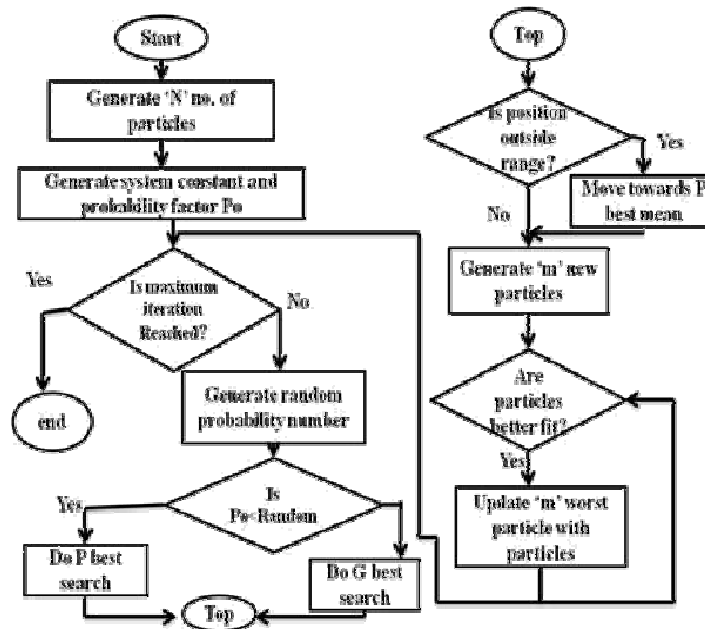 Start
Generate 'N' no. of
particles
Generate system constant and
probability factor Po
Yes
Is maximum
iteration
Reached?
No
end
Generate random
probability number
Yes
Is
Po<Random
Do P best
search
Do G best
search
Top
Top
Is position
outside
range?
Yes
Move towards P
best mean
No
Generate 'm' new
particles
Are
particles
better fit?
Yes
Update 'm' worst
particle with
particles